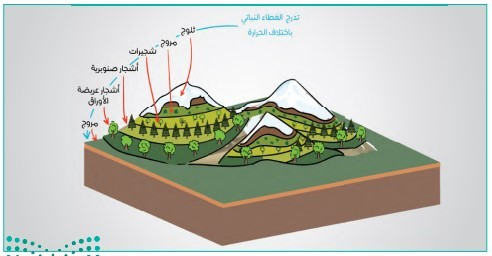 تدرج الغطاء النباتي
باختلاف الحرارة
ثلوج
مروج
شجيرات
أشجار صنوبرية
أشجار عريضة
الأوراق
مروج